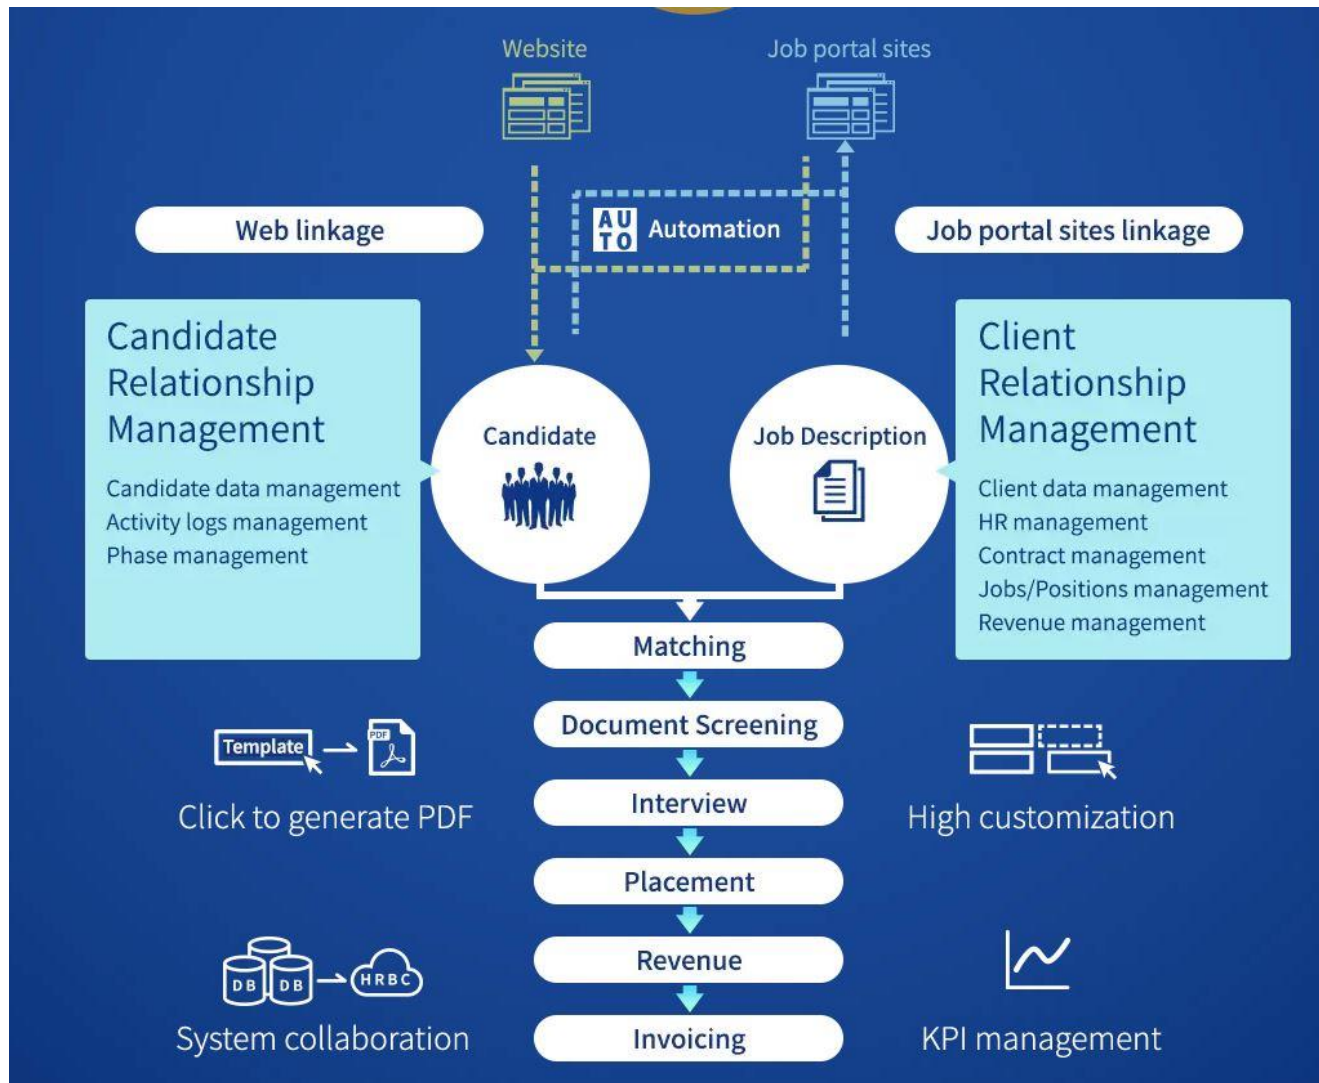 Website
Job portal sites
Web linkage
AU
TO
Automation
Job portal sites linkage
Candidate
Relationship
Management
Candidate data management
Activity logs management
Phase management
Candidate
Job Description
Client
Relationship
Management
Client data management
HR management
Contract management
Jobs/Positions management
Revenue management
Matching
Document Screening
Interview
Placement
Revenue
Invoicing
Template
PDF
Click to generate PDF
High customization
DB
DB
HRBC
System collaboration
KPI management